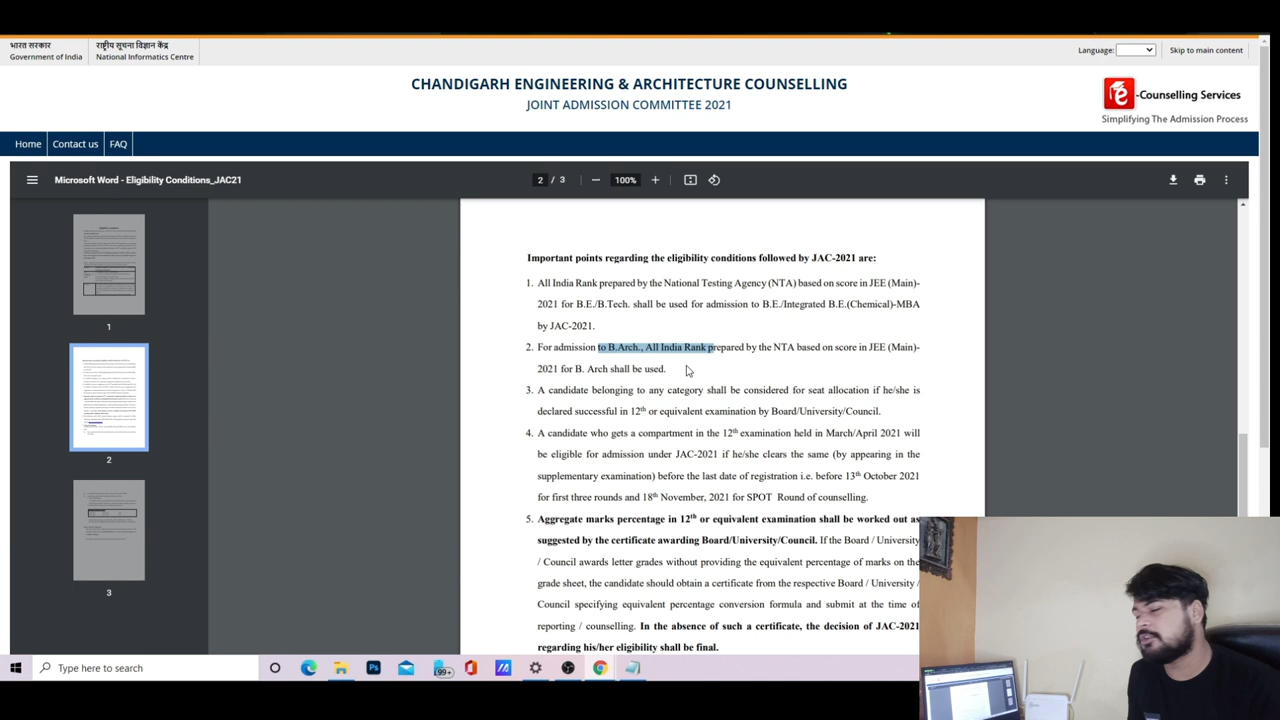 भारत सरकार
Government of India
राष्ट्रीय सूचना विज्ञान केंद्र
National Informatics Centre
Language:
Skip to main content
CHANDIGARH ENGINEERING & ARCHITECTURE COUNSELLING
JOINT ADMISSION COMMITTEE 2021
e-Counselling Services
Simplifying The Admission Process
Home
Contact us
FAQ
Microsoft Word - Eligibility Conditions_JAC21
2 / 3
100%
1
2
3
Important points regarding the eligibility conditions followed by JAC-2021 are:
1. All India Rank prepared by the National Testing Agency (NTA) based on score in JEE (Main)-
2021 for B.E./B.Tech. shall be used for admission to B.E./Integrated B.E.(Chemical)-MBA
by JAC-2021.
2. For admission to B.Arch., All India Rank prepared by the NTA based on score in JEE (Main)-
2021 for B. Arch shall be used.
3. A candidate belonging to any category shall be considered for seat allocation if he/she is
declared successful in 12th or equivalent examination by Board/University/Council.
4. A candidate who gets a compartment in the 12th examination held in March/April 2021 will
be eligible for admission under JAC-2021 if he/she clears the same (by appearing in the
supplementary examination) before the last date of registration i.e. before 13th October 2021
for first three rounds and 18th November, 2021 for SPOT Round of counselling.
5. Aggregate marks percentage in 12th or equivalent examination shall be worked out as
suggested by the certificate awarding Board/University/Council. If the Board / University
/ Council awards letter grades without providing the equivalent percentage of marks on the
grade sheet, the candidate should obtain a certificate from the respective Board / University /
Council specifying equivalent percentage conversion formula and submit at the time of
reporting / counselling. In the absence of such a certificate, the decision of JAC-2021
regarding his/her eligibility shall be final.
Type here to search
99+